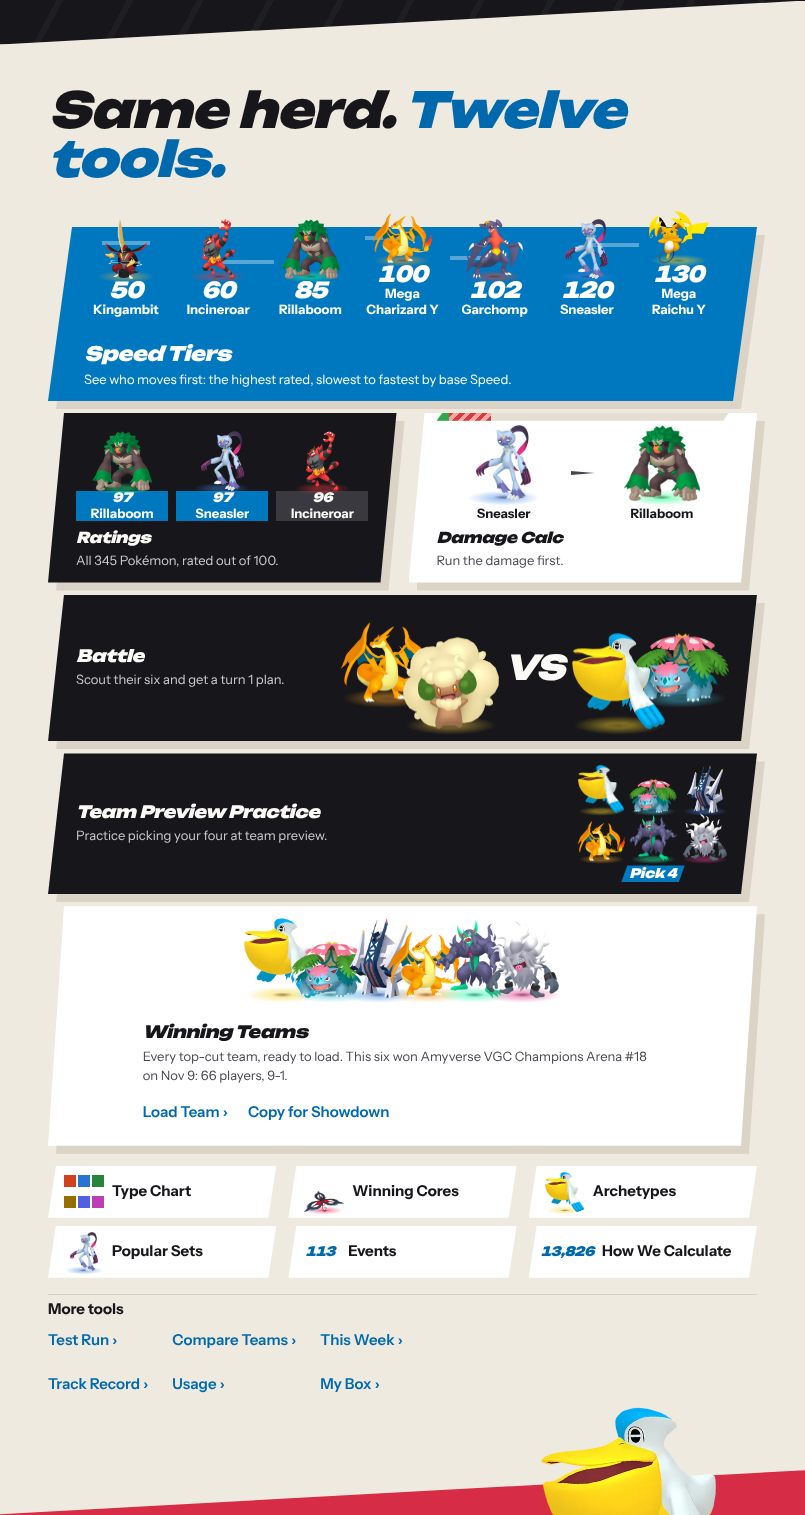 Same herd. Twelve
tools.
50
Kingambit
60
Incineroar
85
Rillaboom
100
Mega
Charizard Y
102
Garchomp
120
Sneasler
130
Mega
Raichu Y
Speed Tiers
See who moves first: the highest rated, slowest to fastest by base Speed.
97
Rillaboom
97
Sneasler
96
Incineroar
Ratings
All 345 Pokémon, rated out of 100.
Sneasler
Rillaboom
Damage Calc
Run the damage first.
Battle
Scout their six and get a turn 1 plan.
VS
Team Preview Practice
Practice picking your four at team preview.
Pick 4
Winning Teams
Every top-cut team, ready to load. This six won Amyverse VGC Champions Arena #18
on Nov 9: 66 players, 9-1.
Load Team ›
Copy for Showdown
Type Chart
Winning Cores
Archetypes
Popular Sets
113 Events
13,826 How We Calculate
More tools
Test Run ›
Compare Teams ›
This Week ›
Track Record ›
Usage ›
My Box ›